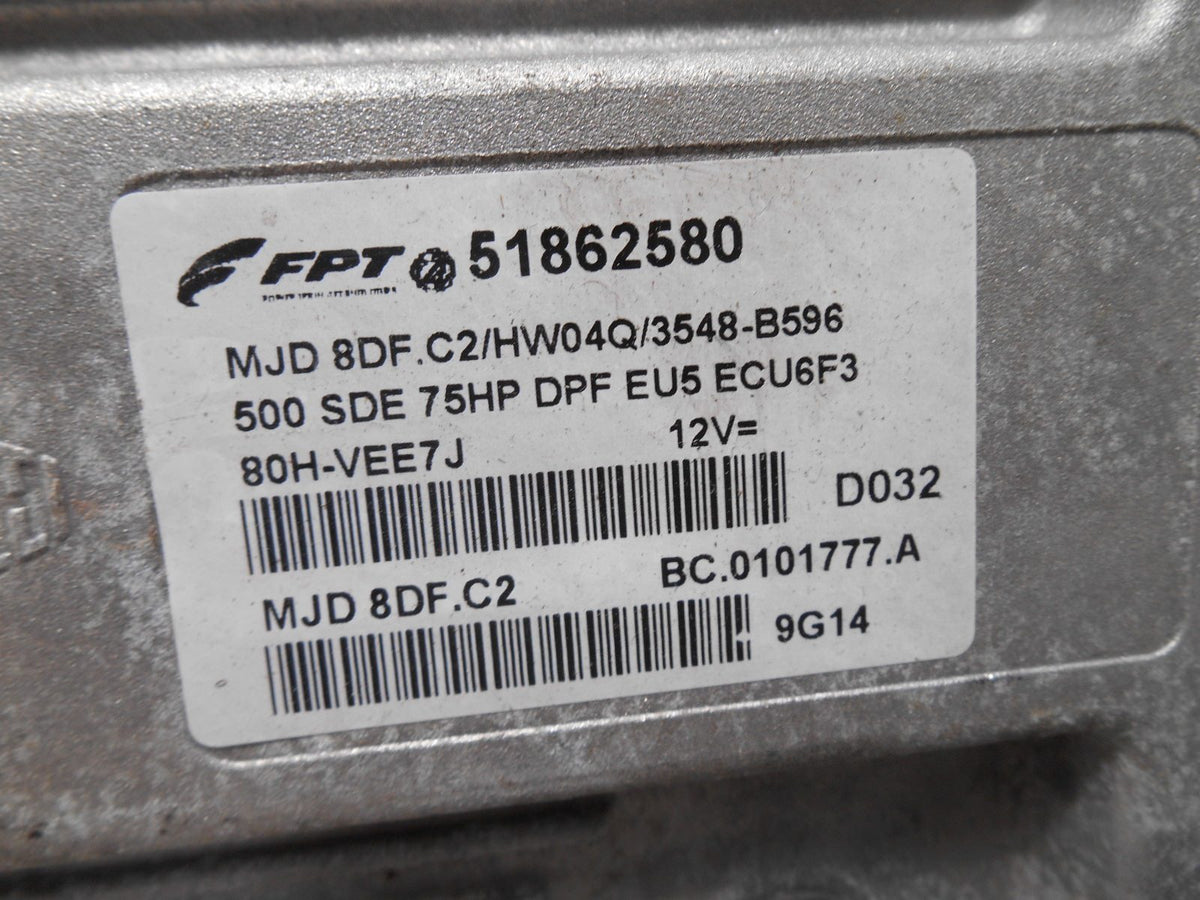 FPT 51862580
MJD 8DF.C2/HW04Q/3548-B596
500 SDE 75HP DPF EU5 ECU6F3
80H-VEE7J 12V=
D032
MJD 8DF.C2 BC.0101777.A
9G14